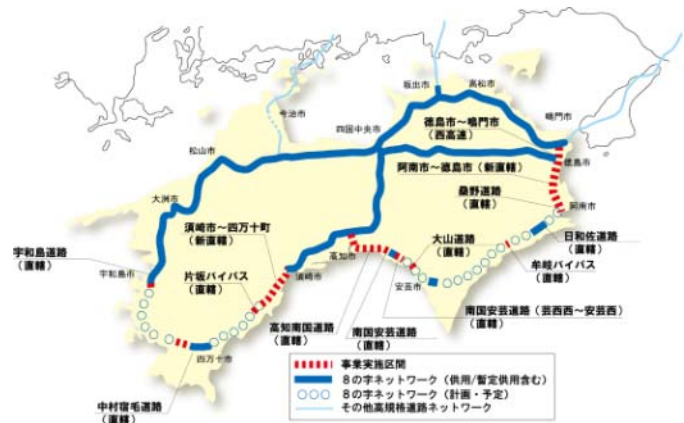 坂出市
高松市
鳴門市
今治市
四国中央市
徳島市～鳴門市
(西高速)
松山市
徳島市
阿南市～徳島市（新直轄）
桑野道路
(直轄)
阿南市
大洲市
須崎市～四万十町
(新直轄)
大山道路
(直轄)
日和佐道路
(直轄)
宇和島道路
(直轄)
宇和島市
高知市
片坂バイパス
(直轄)
須崎市
安芸市
牟岐バイパス
(直轄)
高知南国道路
(直轄)
南国安芸道路
(直轄)
南国安芸道路（芸西西～安芸西）
(直轄)
四万十市
中村宿毛道路
(直轄)
事業実施区間
８の字ネットワーク（供用/暫定供用含む）
８の字ネットワーク（計画・予定）
その他高規格道路ネットワーク